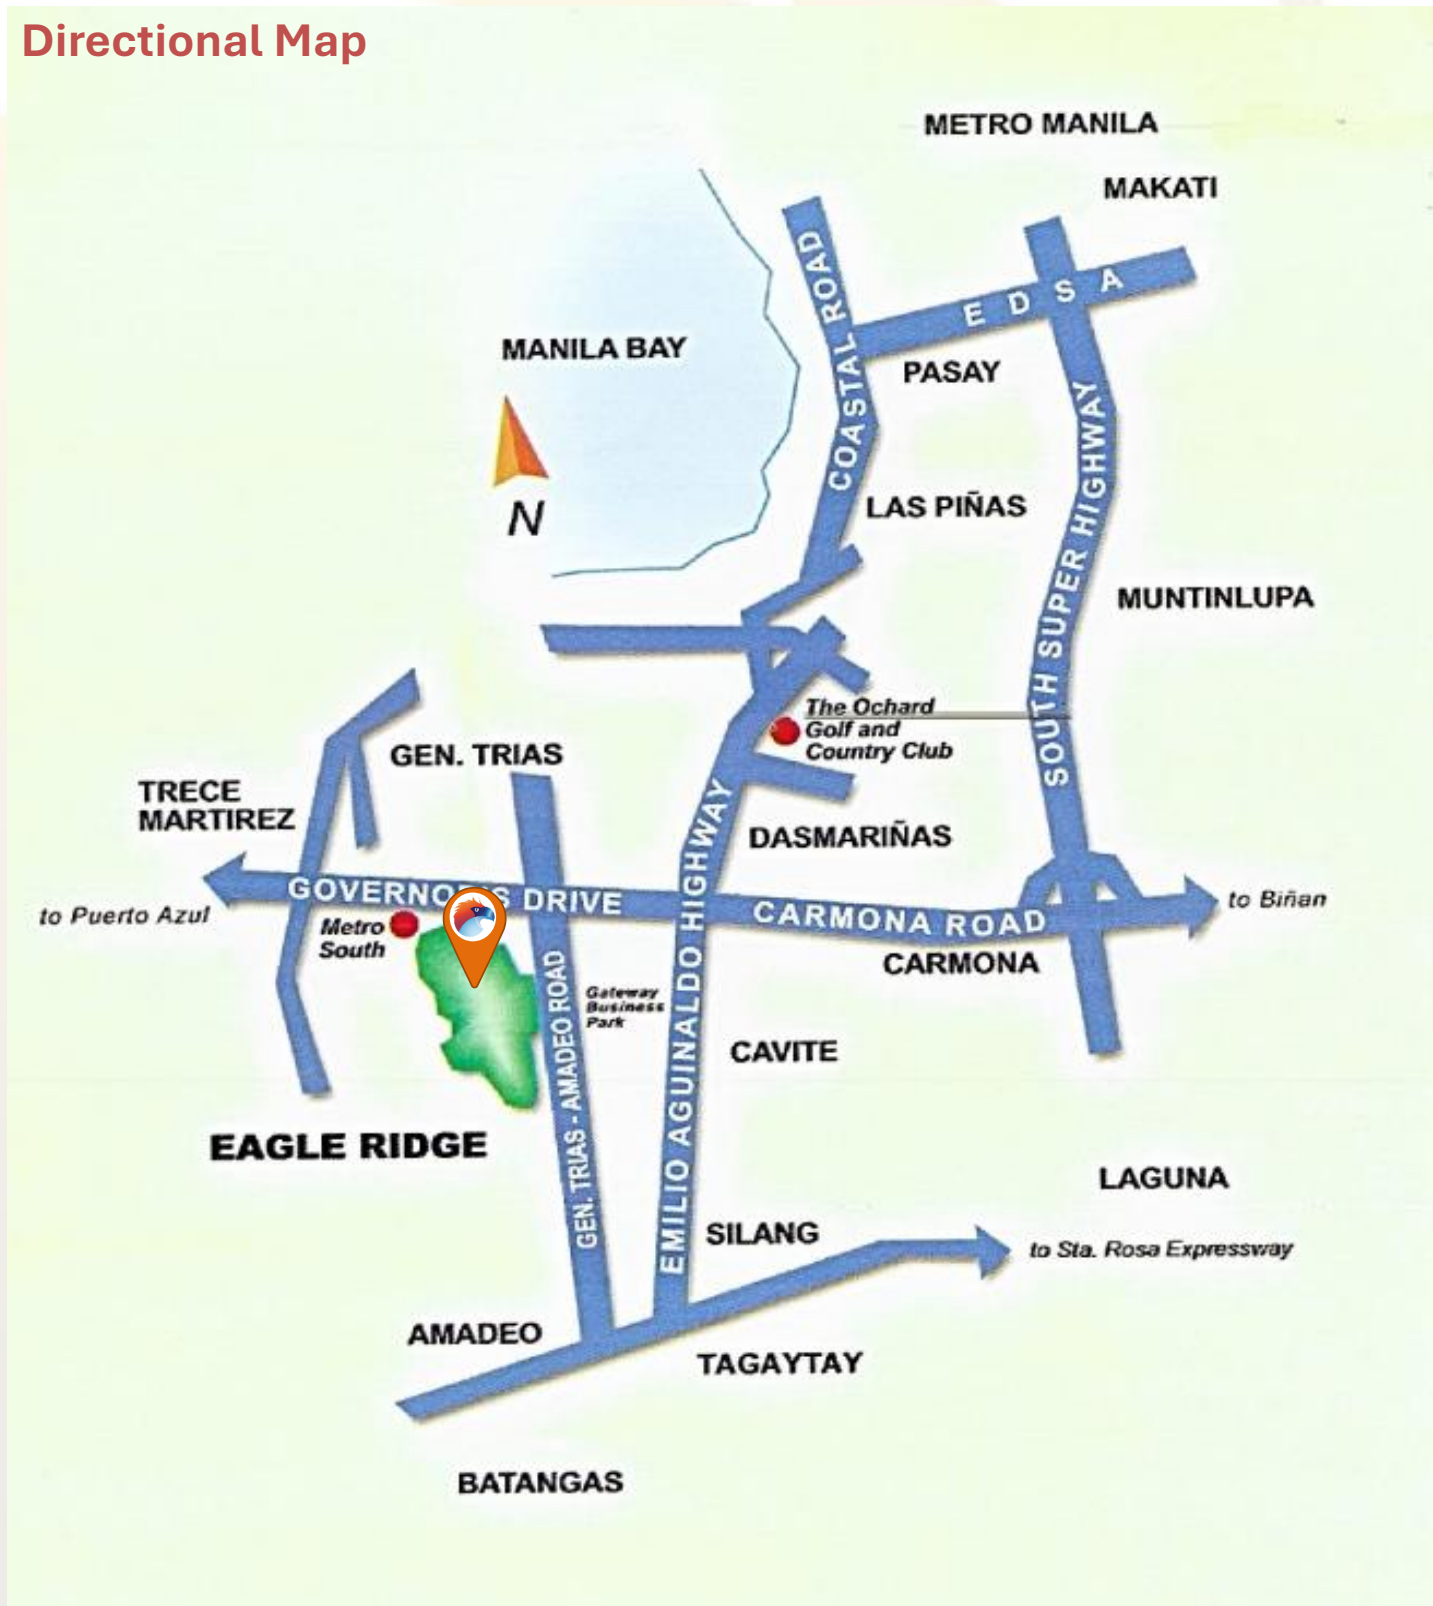 Directional Map
METRO MANILA
MAKATI
COASTAL ROAD
EDSA
MANILA BAY
PASAY
N
SOUTH SUPER HIGHWAY
LAS PIÑAS
MUNTINLUPA
The Ochard
Golf and
Country Club
GEN. TRIAS
TRECE
MARTIREZ
DASMARIÑAS
EMILIO AGUINALDO HIGHWAY
GOVERNOR'S DRIVE
CARMONA ROAD
to Biñan
to Puerto Azul
Metro
South
CARMONA
GEN. TRIAS - AMADEO ROAD
Gateway
Business
Park
CAVITE
EAGLE RIDGE
LAGUNA
SILANG
to Sta. Rosa Expressway
AMADEO
TAGAYTAY
BATANGAS